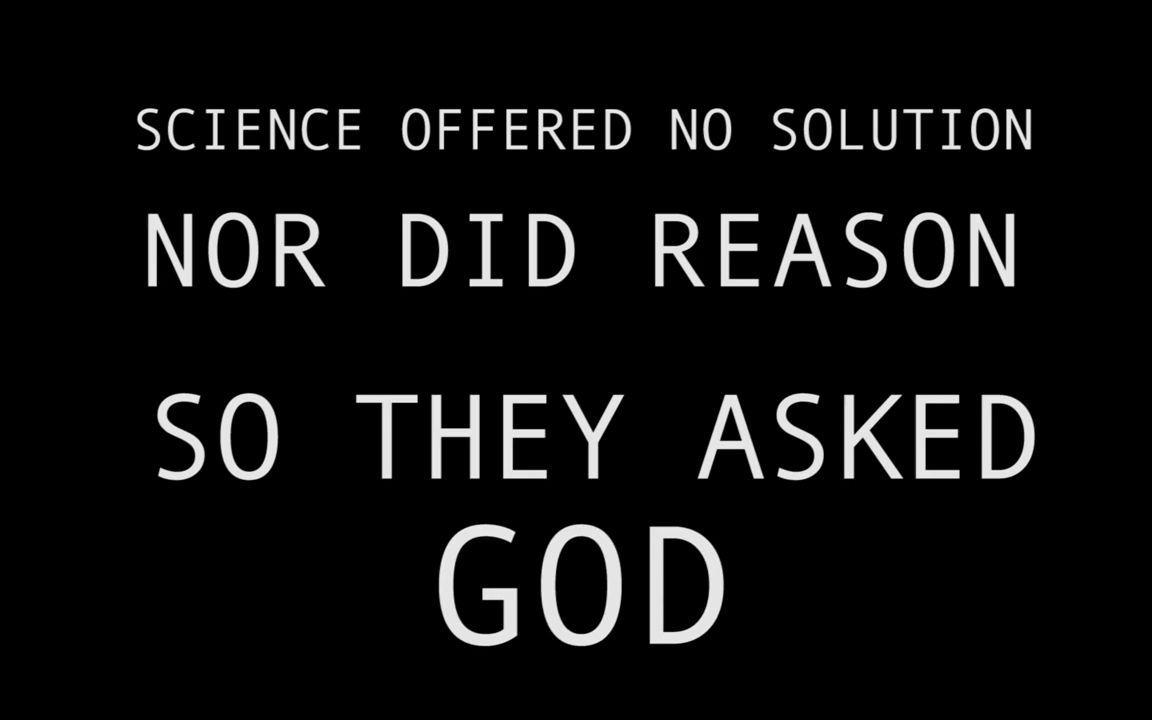 SCIENCE OFFERED NO SOLUTION
NOR DID REASON
SO THEY ASKED
GOD